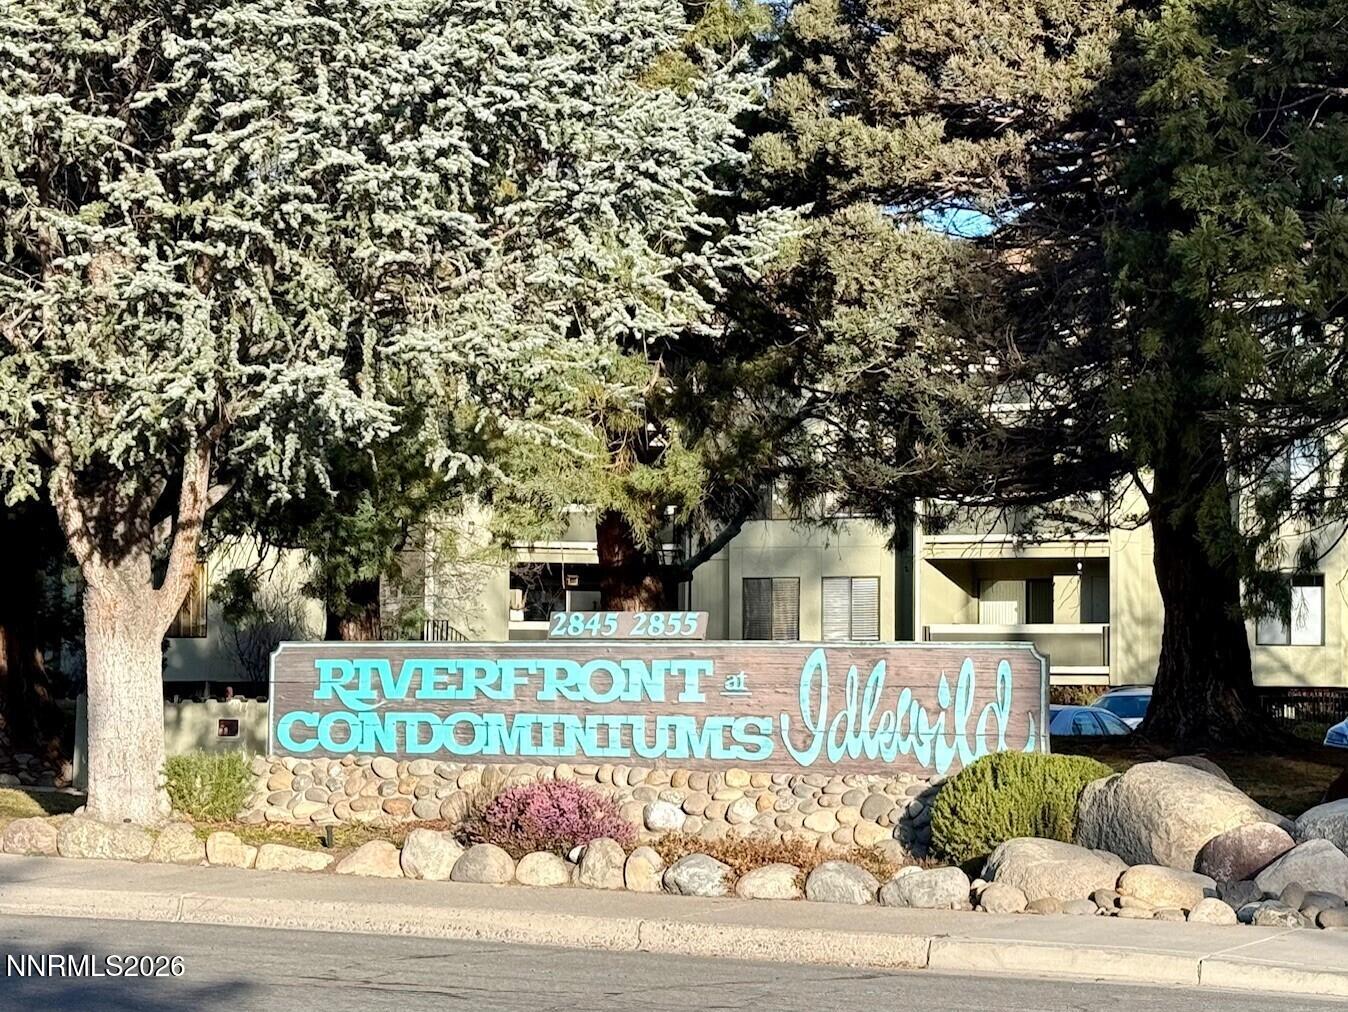 2845 2855
RIVERFRONT at
CONDOMINIUMS Idlewild
NNRMLS2026